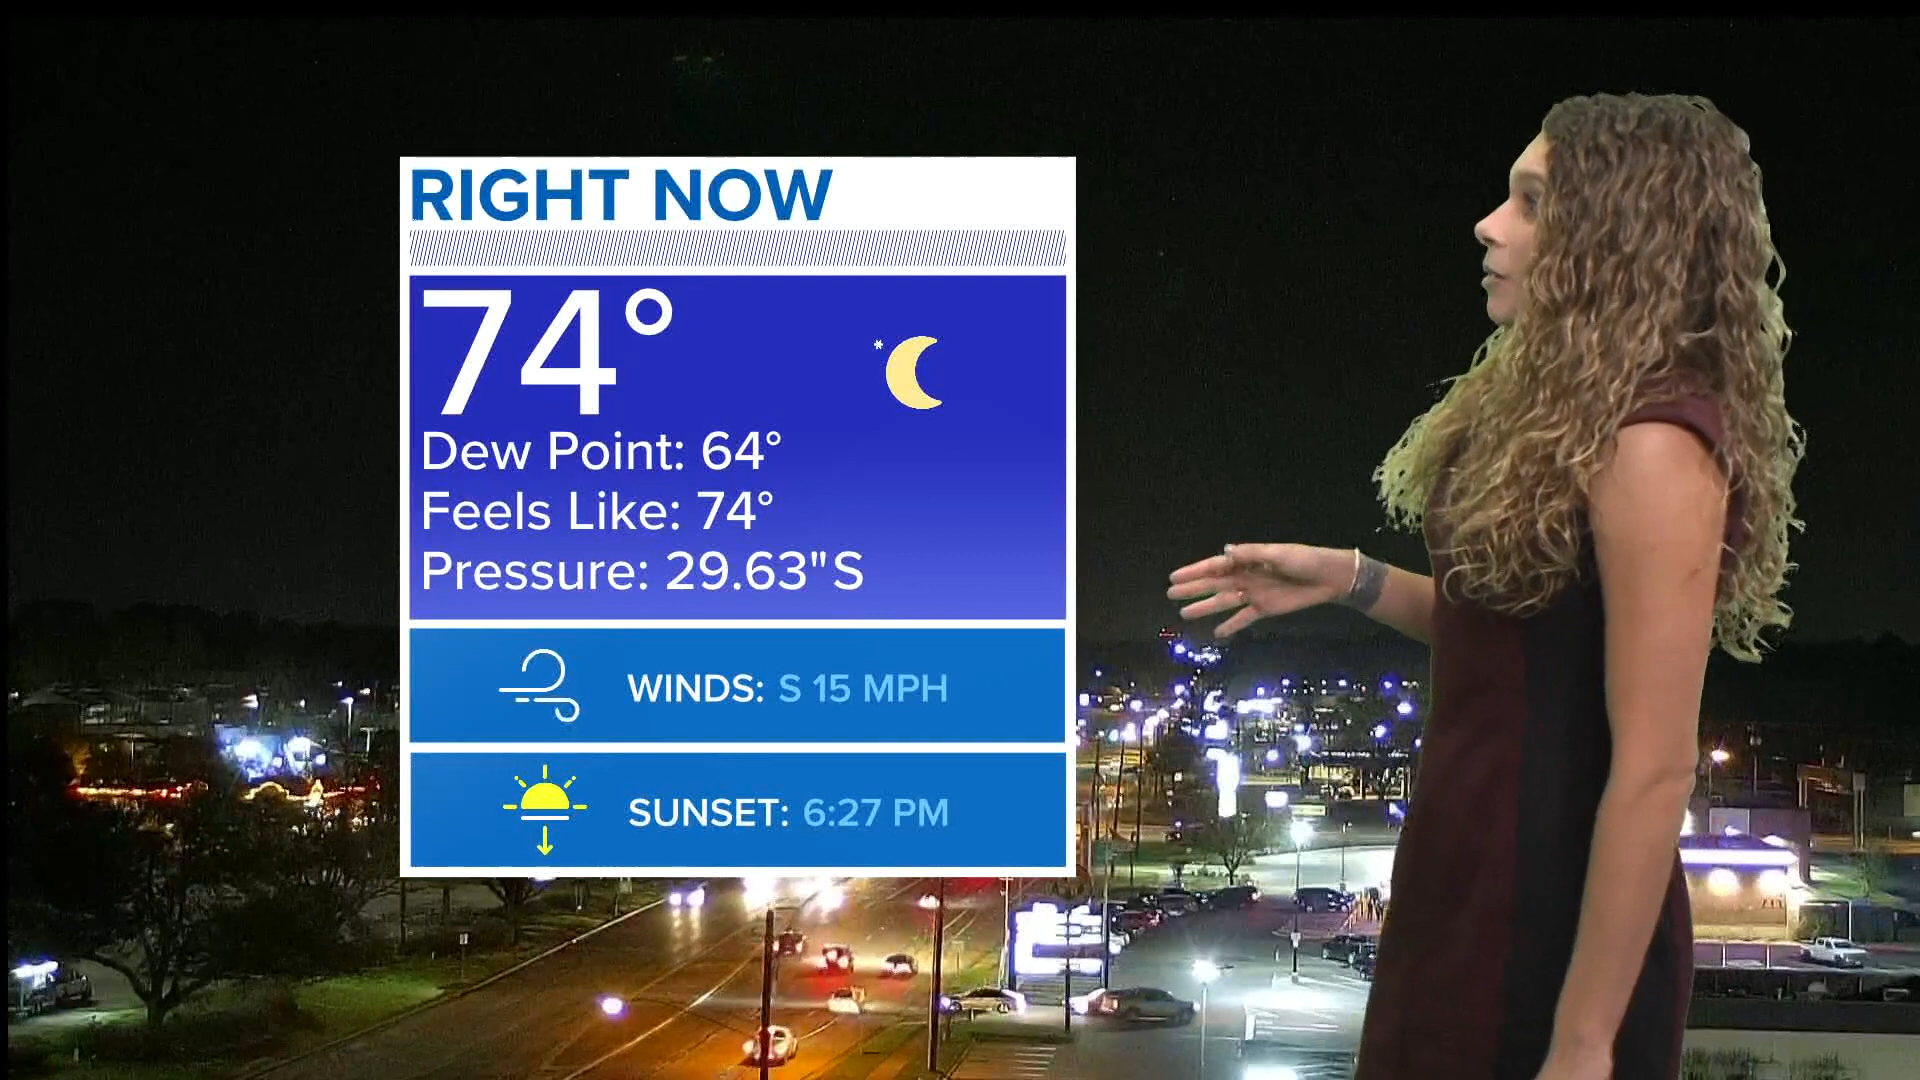 RIGHT NOW
74°
Dew Point: 64°
Feels Like: 74°
Pressure: 29.63"S
WINDS: S 15 MPH
SUNSET: 6:27 PM